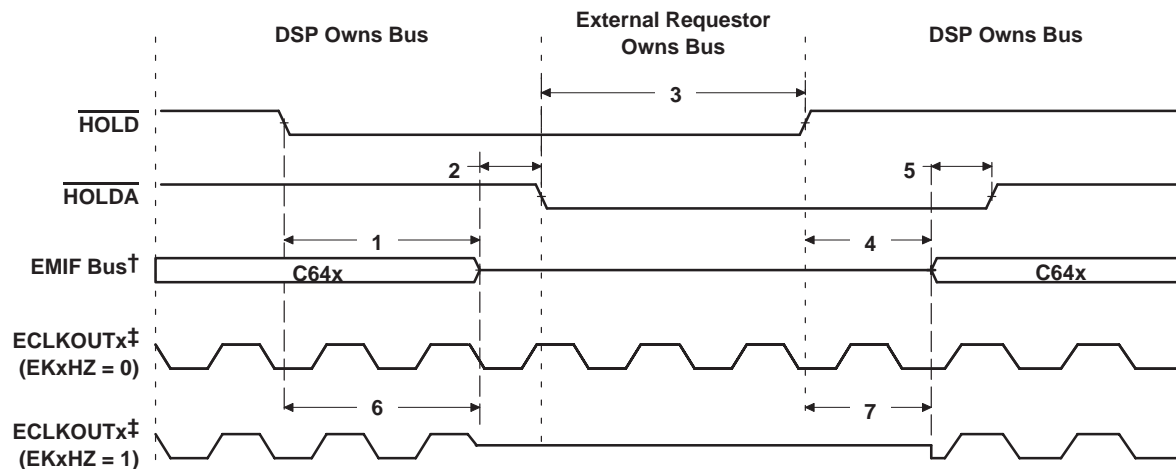 DSP Owns Bus
External Requestor
Owns Bus
DSP Owns Bus
3
HOLD
2
5
HOLDA
1
4
EMIF Bus†
C64x
C64x
ECLKOUTx‡
(EKxHZ = 0)
6
7
ECLKOUTx‡
(EKxHZ = 1)